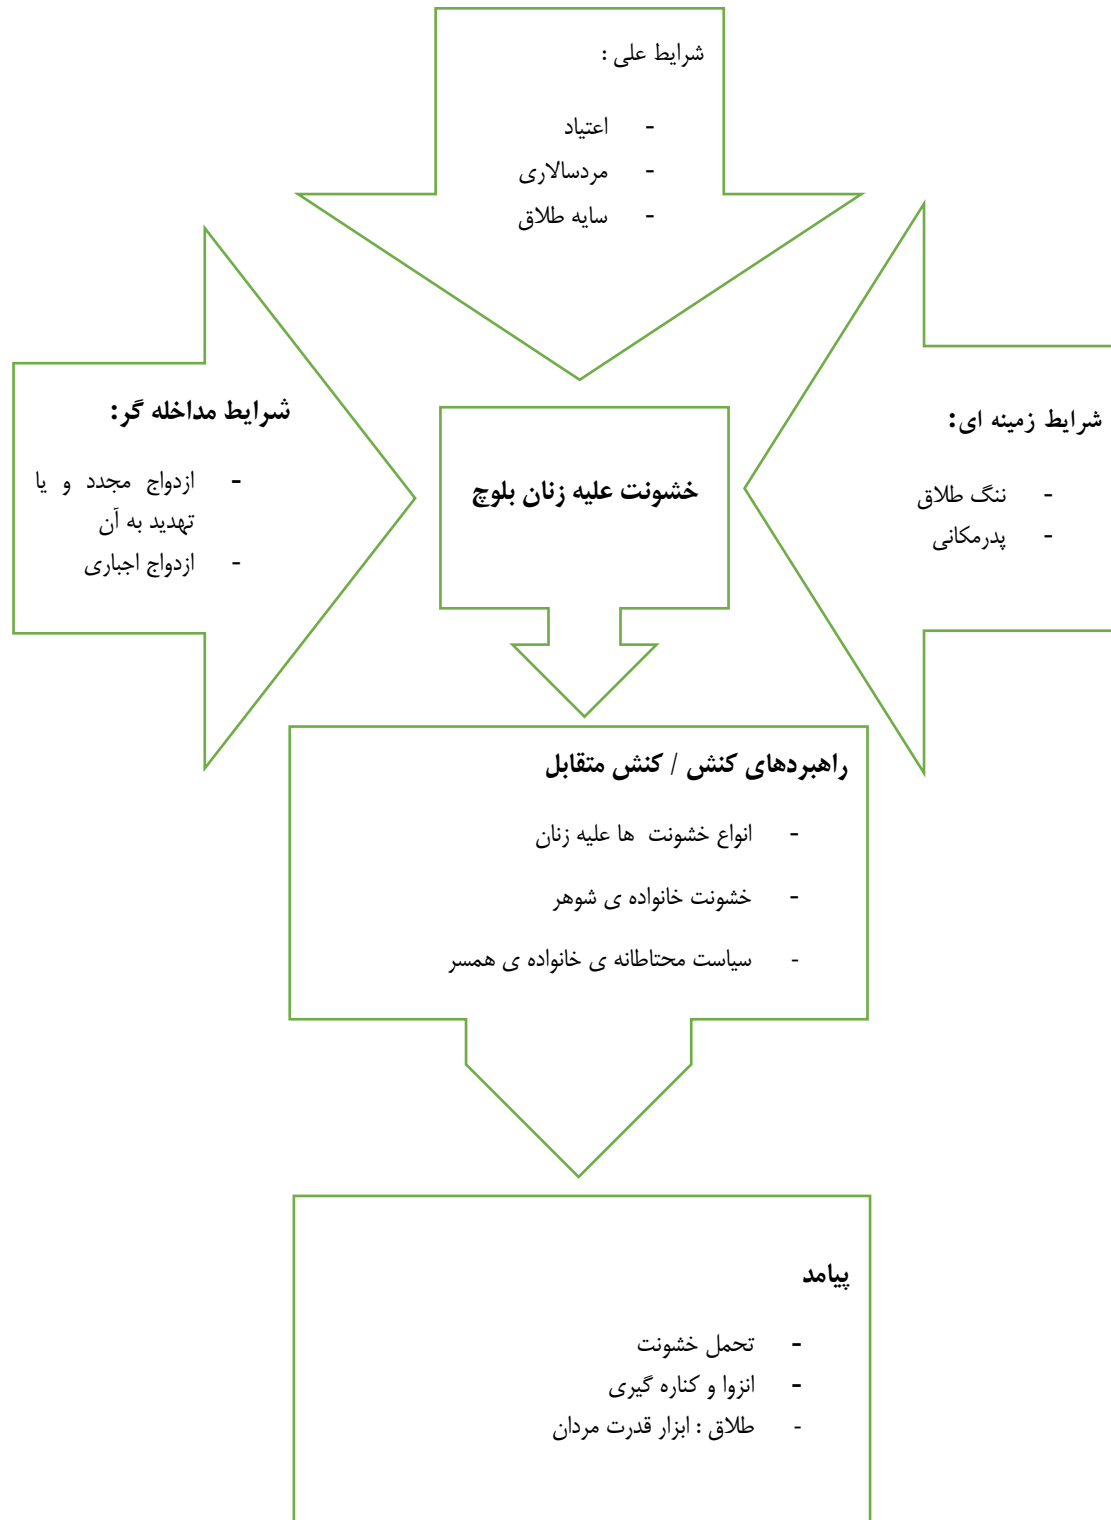 شرایط علی :
- اعتیاد
- مردسالاری
- سایه طلاق
شرایط زمینه ای:
- ننگ طلاق
- پدرمکانی
خشونت علیه زنان بلوچ
شرایط مداخله گر:
- ازدواج مجدد و یا
تهدید به آن
- ازدواج اجباری
راهبردهای کنش / کنش متقابل
- انواع خشونت ها علیه زنان
- خشونت خانواده ی شوهر
- سیاست محتاطانه ی خانواده ی همسر
پیامد
- تحمل خشونت
- انزوا و کناره گیری
- طلاق : ابزار قدرت مردان